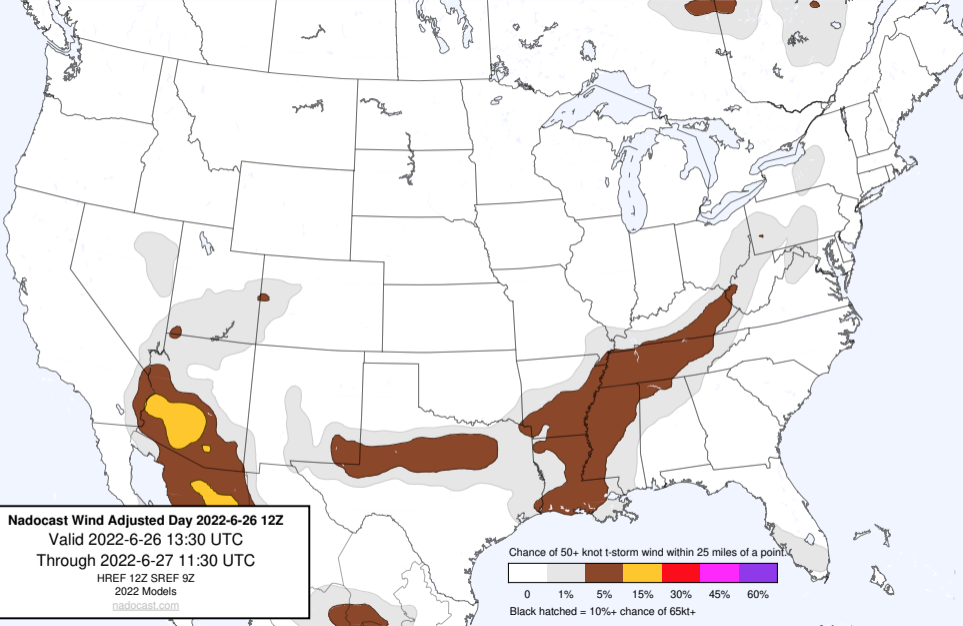 Nadocast Wind Adjusted Day 2022-6-26 12Z
Valid 2022-6-26 13:30 UTC
Through 2022-6-27 11:30 UTC
HREF 12Z SREF 9Z
2022 Models
nadocast.com
Chance of 50+ knot t-storm wind within 25 miles of a point.
0 1% 5% 15% 30% 45% 60%
Black hatched = 10%+ chance of 65kt+